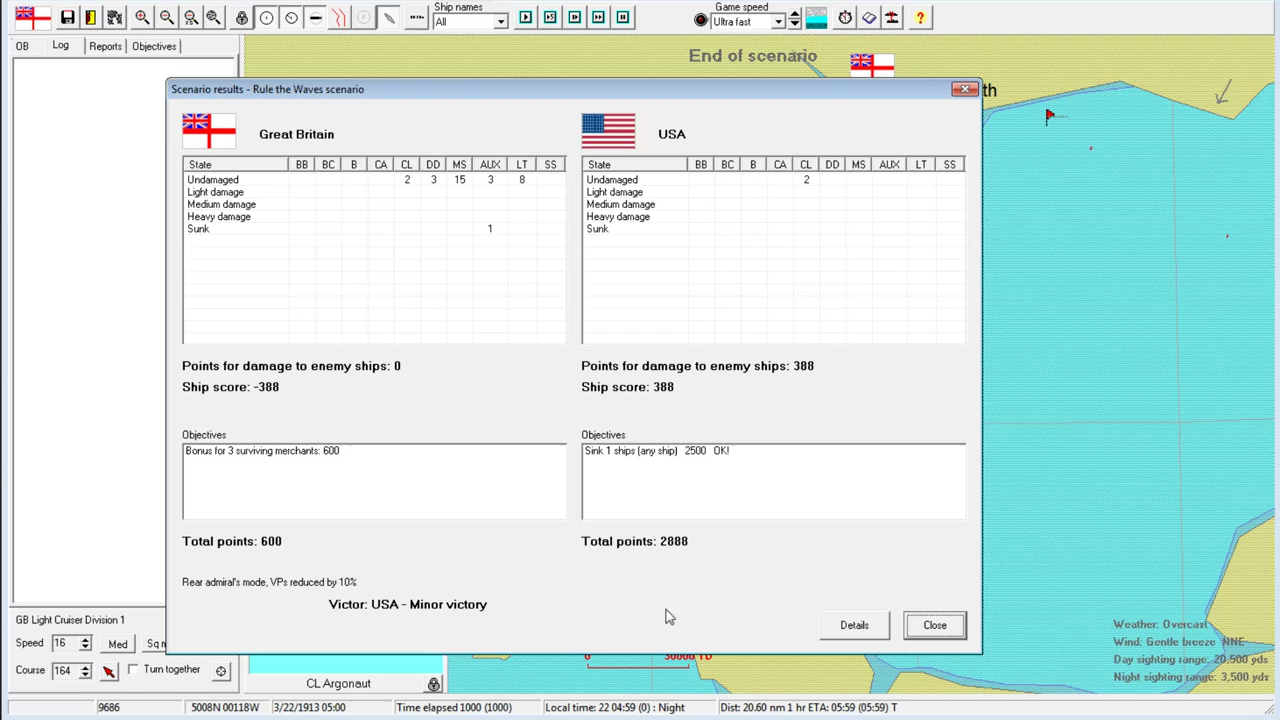 Ship names
All
Game speed
Ultra fast
OB Log Reports Objectives
End of scenario
Scenario results - Rule the Waves scenario
th
Great Britain
USA
State BB BC B CA CL DD MS AUX LT SS
Undamaged 2 3 15 3 8
Light damage
Medium damage
Heavy damage
Sunk 1
State BB BC B CA CL DD MS AUX LT SS
Undamaged 2
Light damage
Medium damage
Heavy damage
Sunk
Points for damage to enemy ships: 0
Ship score: -388
Points for damage to enemy ships: 388
Ship score: 388
Objectives
Bonus for 3 surviving merchants: 600
Objectives
Sink 1 ships (any ship) 2500 OK!
Total points: 600
Total points: 2888
Rear admiral's mode, VPs reduced by 10%
Victor: USA - Minor victory
Details
Close
GB Light Cruiser Division 1
Speed 16 Med Sq n
Course 164 Turn together
CL Argonaut
Weather: Overcast
Wind: Gentle breeze NNE
Day sighting range: 20,500 yds
Night sighting range: 3,500 yds
9686 5008N 00118W 3/22/1913 05:00 Time elapsed 1000 (1000) Local time: 22 04:59 (0) : Night Dist: 20.60 nm 1 hr ETA: 05:59 (05:59) T